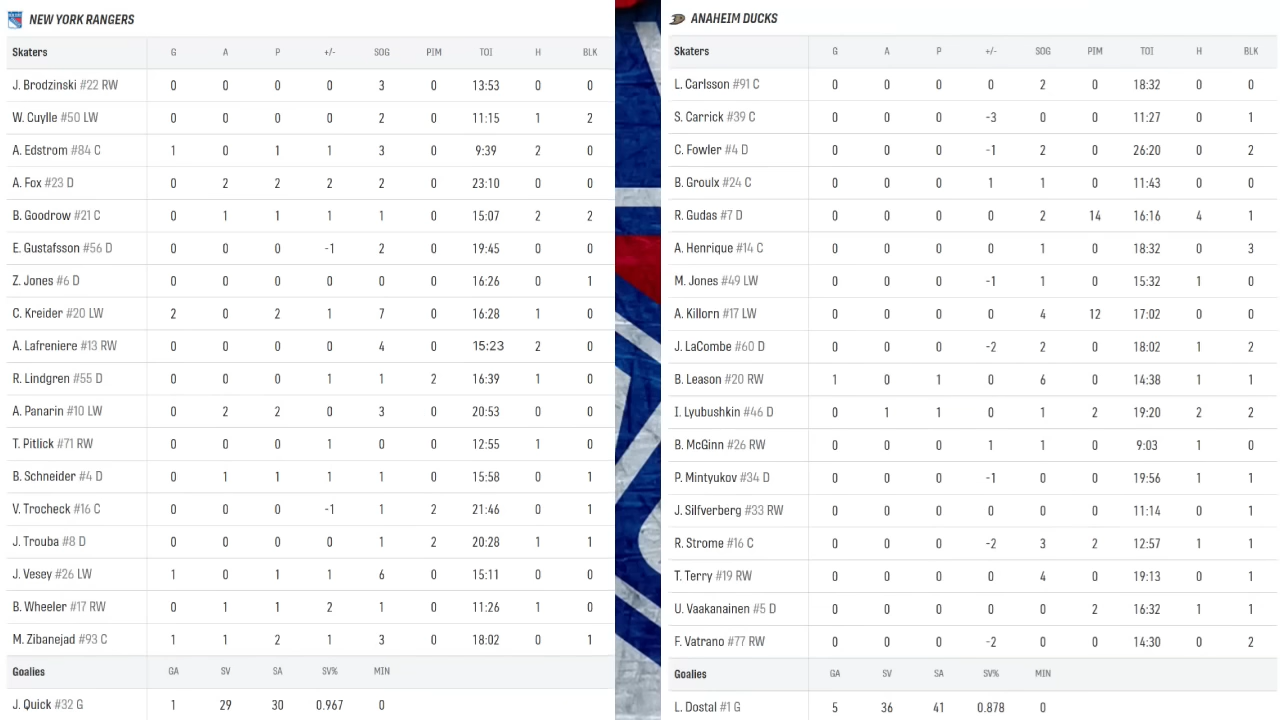 NEW YORK RANGERS
Skaters G A P +/- SOG PIM TOI H BLK
J. Brodzinski #22 RW 0 0 0 0 3 0 13:53 0 0
W. Cuylle #50 LW 0 0 0 0 2 0 11:15 1 2
A. Edstrom #84 C 1 0 1 1 3 0 9:39 2 0
A. Fox #23 D 0 2 2 2 2 0 23:10 0 0
B. Goodrow #21 C 0 1 1 1 1 0 15:07 2 2
E. Gustafsson #56 D 0 0 0 -1 2 0 19:45 0 0
Z. Jones #6 D 0 0 0 0 0 0 16:26 0 1
C. Kreider #20 LW 2 0 2 1 7 0 16:28 1 0
A. Lafreniere #13 RW 0 0 0 0 4 0 15:23 2 0
R. Lindgren #55 D 0 0 0 1 1 2 16:39 1 0
A. Panarin #10 LW 0 2 2 0 3 0 20:53 0 0
T. Pitlick #71 RW 0 0 0 1 0 0 12:55 1 0
B. Schneider #4 D 0 1 1 1 1 0 15:58 0 1
V. Trocheck #16 C 0 0 0 -1 1 2 21:46 0 1
J. Trouba #8 D 0 0 0 0 1 2 20:28 1 1
J. Vesey #26 LW 1 0 1 1 6 0 15:11 0 0
B. Wheeler #17 RW 0 1 1 2 1 0 11:26 1 0
M. Zibanejad #93 C 1 1 2 1 3 0 18:02 0 1
Goalies GA SV SA SV% MIN
J. Quick #32 G 1 29 30 0.967 0
ANAHEIM DUCKS
Skaters G A P +/- SOG PIM TOI H BLK
L. Carlsson #91 C 0 0 0 0 2 0 18:32 0 0
S. Carrick #39 C 0 0 0 -3 0 0 11:27 0 1
C. Fowler #4 D 0 0 0 -1 2 0 26:20 0 2
B. Groulx #24 C 0 0 0 1 1 0 11:43 0 0
R. Gudas #7 D 0 0 0 0 2 14 16:16 4 1
A. Henrique #14 C 0 0 0 0 1 0 18:32 0 3
M. Jones #49 LW 0 0 0 -1 1 0 15:32 1 0
A. Killorn #17 LW 0 0 0 0 4 12 17:02 0 0
J. LaCombe #60 D 0 0 0 -2 2 0 18:02 1 2
B. Leason #20 RW 1 0 1 0 6 0 14:38 1 1
I. Lyubushkin #46 D 0 1 1 0 1 2 19:20 2 2
B. McGinn #26 RW 0 0 0 1 1 0 9:03 1 0
P. Mintyukov #34 D 0 0 0 -1 0 0 19:56 1 1
J. Silfverberg #33 RW 0 0 0 0 0 0 11:14 0 1
R. Strome #16 C 0 0 0 -2 3 2 12:57 1 1
T. Terry #19 RW 0 0 0 0 4 0 19:13 0 1
U. Vaakanainen #5 D 0 0 0 0 0 2 16:32 1 1
F. Vatrano #77 RW 0 0 0 -2 0 0 14:30 0 2
Goalies GA SV SA SV% MIN
L. Dostal #1 G 5 36 41 0.878 0